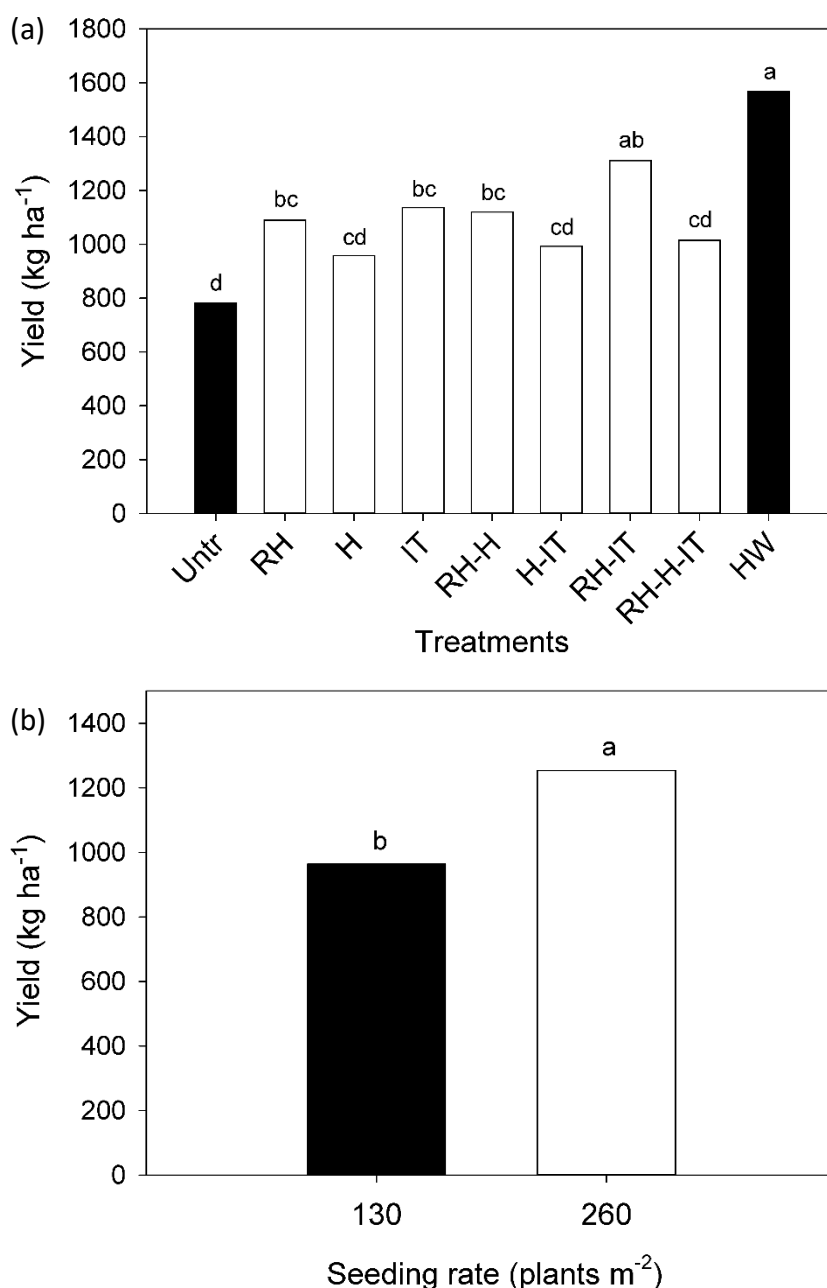 (a)
Yield (kg ha⁻¹)
1800
1600
1400
1200
1000
800
600
400
200
0
d
bc
cd
bc
bc
cd
ab
cd
a
Untr
RH
H
IT
RH-H
H-IT
RH-IT
RH-H-IT
HW
Treatments
(b)
Yield (kg ha⁻¹)
1400
1200
1000
800
600
400
200
0
b
a
130
260
Seeding rate (plants m⁻²)